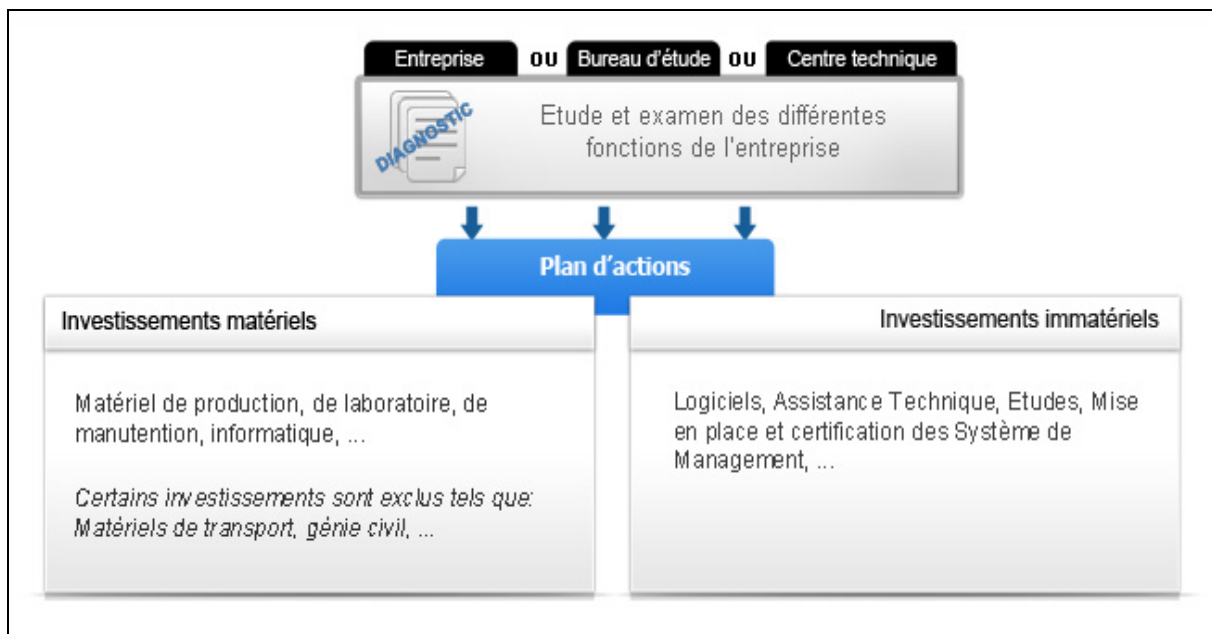 Entreprise OU Bureau d'étude OU Centre technique
DIAGNOSTIC
Etude et examen des différentes
fonctions de l'entreprise
Plan d'actions
Investissements matériels
Matériel de production, de laboratoire, de
manutention, informatique, ...
Certains investissements sont exclus tels que:
Matériels de transport, génie civil, ...
Investissements immatériels
Logiciels, Assistance Technique, Etudes, Mise
en place et certification des Système de
Management, ...